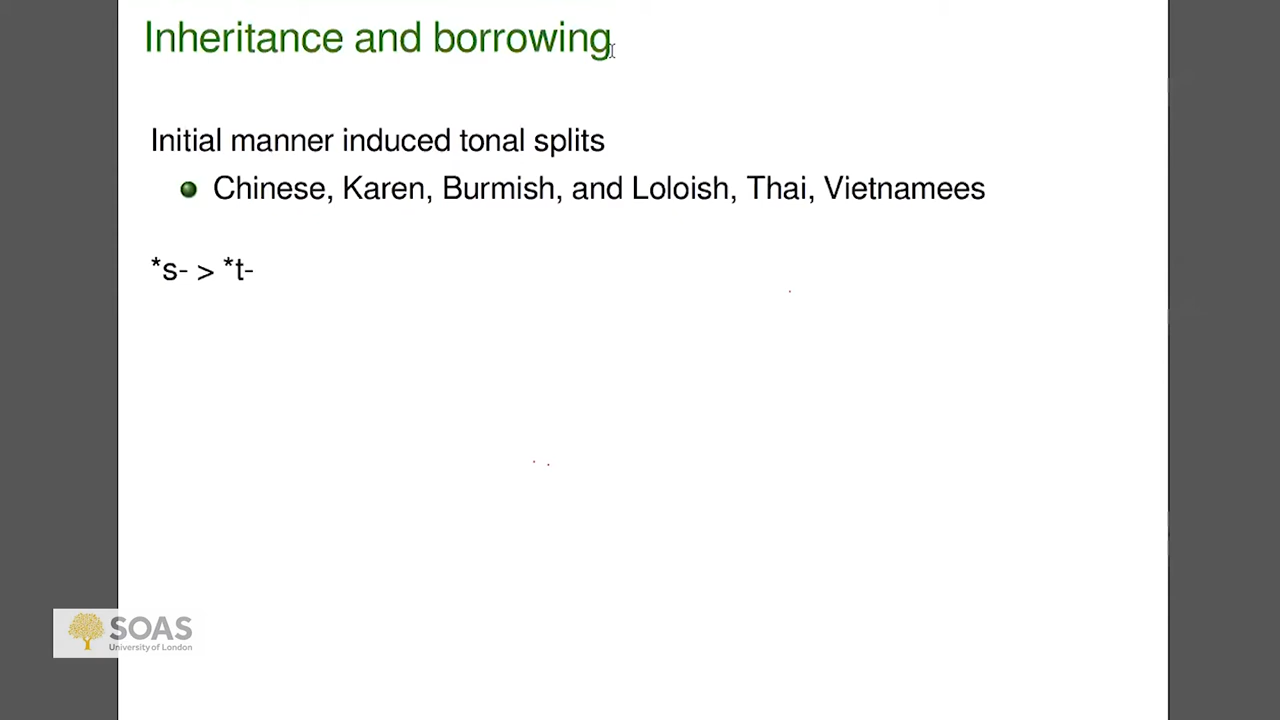 Inheritance and borrowing
Initial manner induced tonal splits
Chinese, Karen, Burmish, and Loloish, Thai, Vietnamees
*s- > *t-
SOAS
University of London